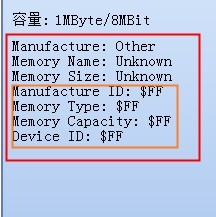 容量: 1MByte/8MBit
Manufacture: Other
Memory Name: Unknown
Memory Size: Unknown
Manufacture ID: $FF
Memory Type: $FF
Memory Capacity: $FF
Device ID: $FF